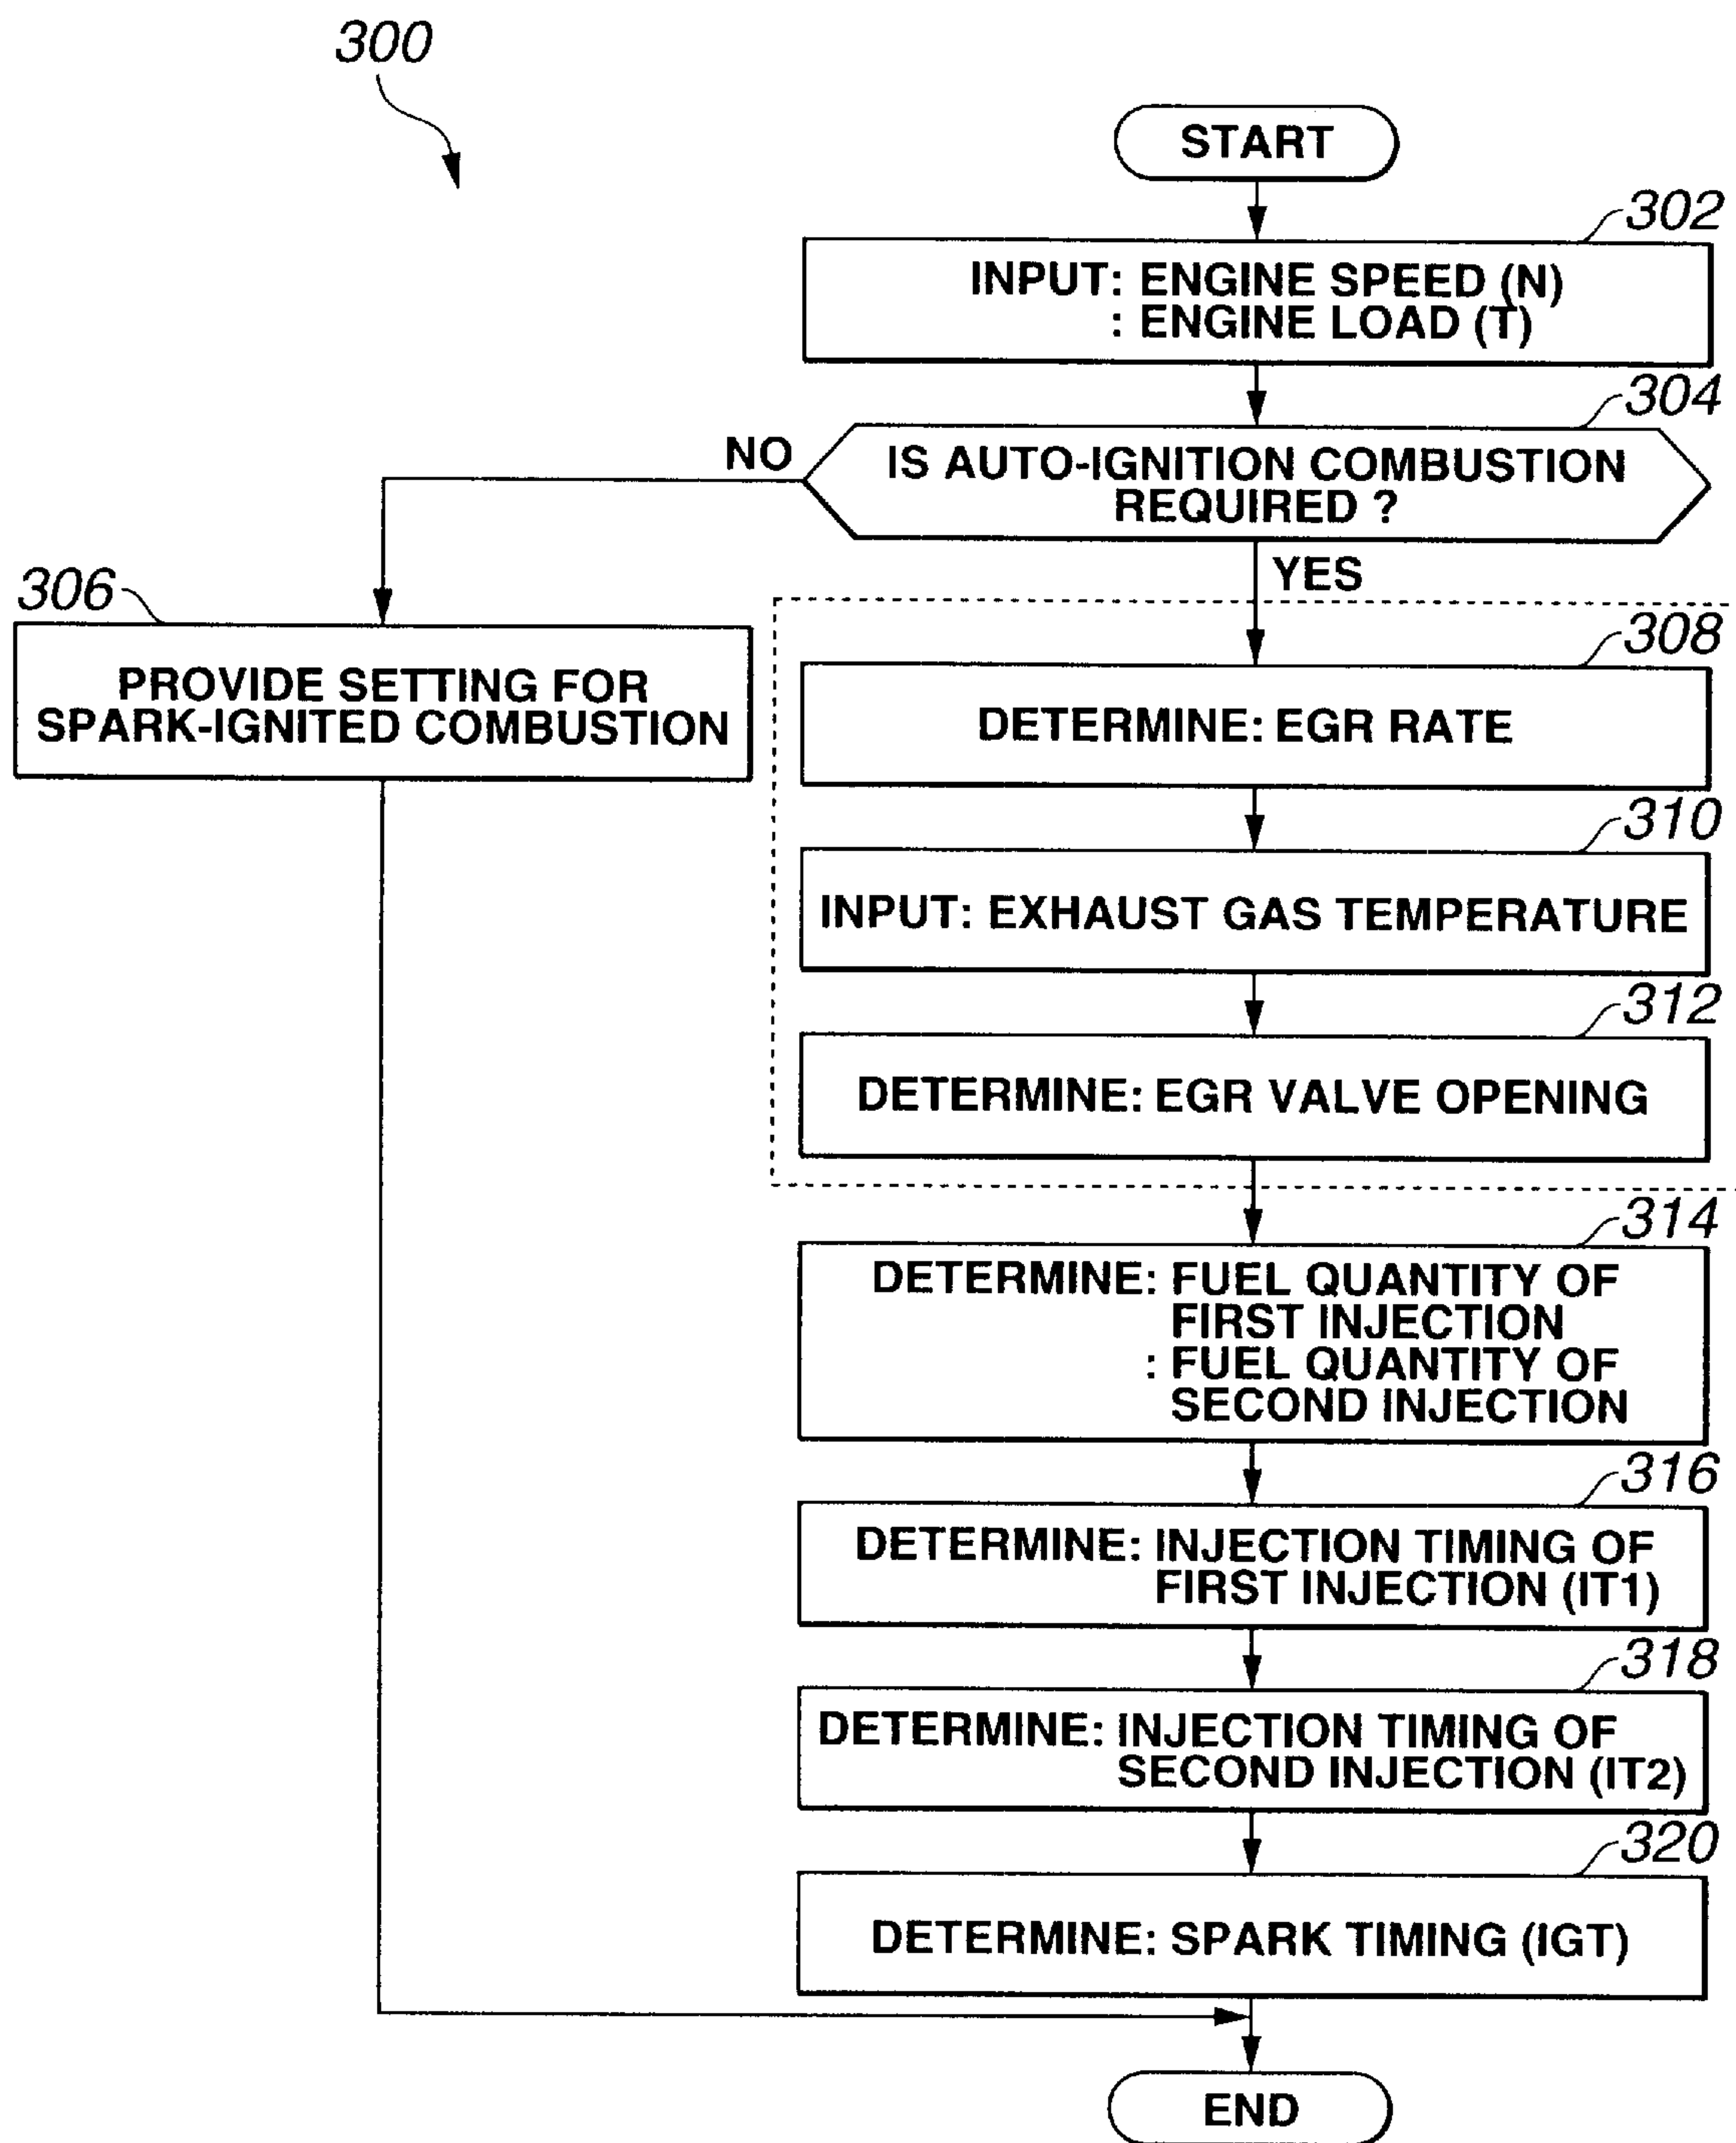 300
START
302
INPUT: ENGINE SPEED (N)
: ENGINE LOAD (T)
304
NO
IS AUTO-IGNITION COMBUSTION
REQUIRED ?
YES
306
PROVIDE SETTING FOR
SPARK-IGNITED COMBUSTION
308
DETERMINE: EGR RATE
310
INPUT: EXHAUST GAS TEMPERATURE
312
DETERMINE: EGR VALVE OPENING
314
DETERMINE: FUEL QUANTITY OF
FIRST INJECTION
: FUEL QUANTITY OF
SECOND INJECTION
316
DETERMINE: INJECTION TIMING OF
FIRST INJECTION (IT1)
318
DETERMINE: INJECTION TIMING OF
SECOND INJECTION (IT2)
320
DETERMINE: SPARK TIMING (IGT)
END